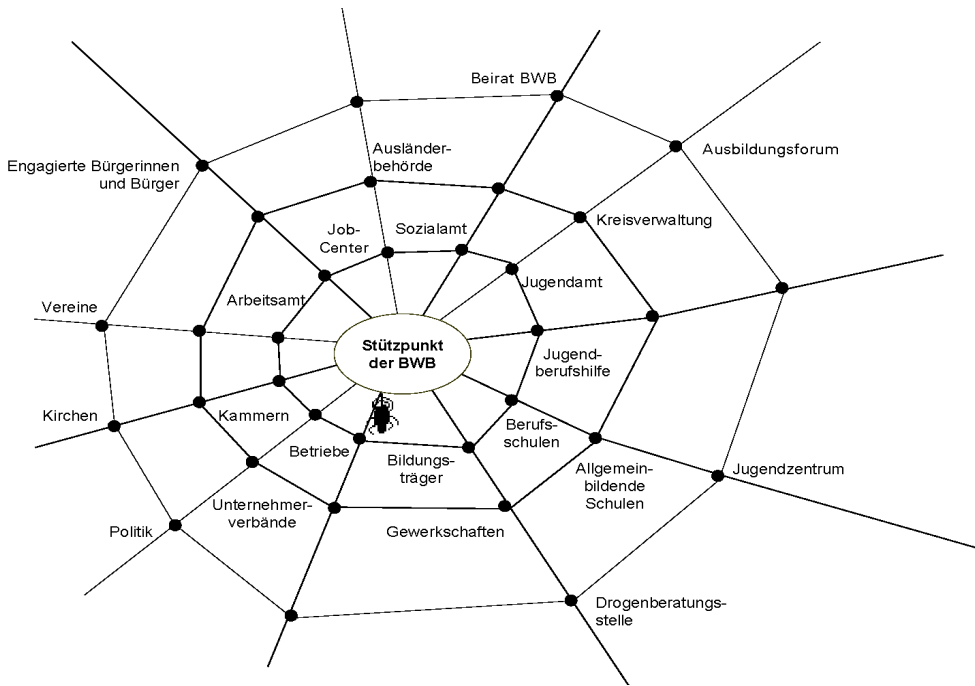 Beirat BWB
Ausländer-
behörde
Ausbildungsforum
Engagierte Bürgerinnen
und Bürger
Kreisverwaltung
Job-
Center
Sozialamt
Jugendamt
Vereine
Arbeitsamt
Stützpunkt
der BWB
Jugend-
berufshilfe
Kirchen
Kammern
Betriebe
Bildungs-
träger
Berufs-
schulen
Allgemein-
bildende
Schulen
Jugendzentrum
Politik
Unternehmer-
verbände
Gewerkschaften
Drogenberatungs-
stelle